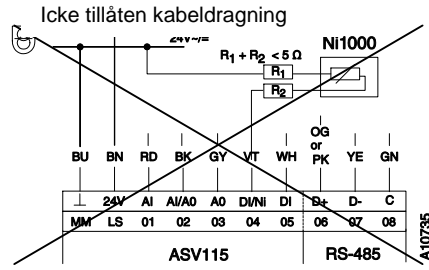 Icke tillåten kabeldragning
24V~/=
R1 + R2 < 5 Ω
Ni1000
R1
R2
BU BN RD BK GY VT WH OG or PK YE GN
⊥ 24V AI AI/A0 A0 DI/Ni DI D+ D- C
MM LS 01 02 03 04 05 06 07 08
ASV115 RS-485
A10735